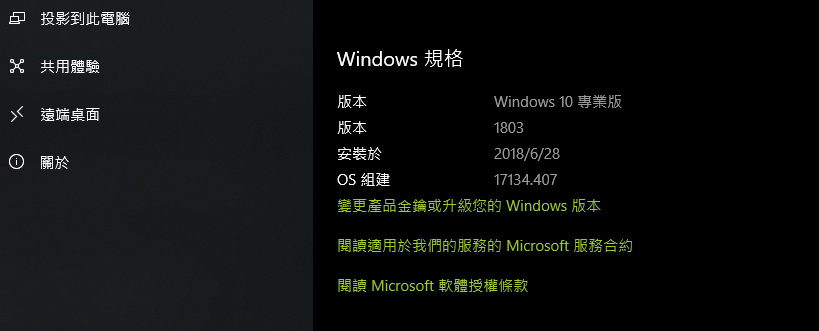 投影到此電腦
共用體驗
遠端桌面
關於
Windows 規格
版本 Windows 10 專業版
版本 1803
安裝於 2018/6/28
OS 組建 17134.407
變更產品金鑰或升級您的 Windows 版本
閱讀適用於我們的服務的 Microsoft 服務合約
閱讀 Microsoft 軟體授權條款